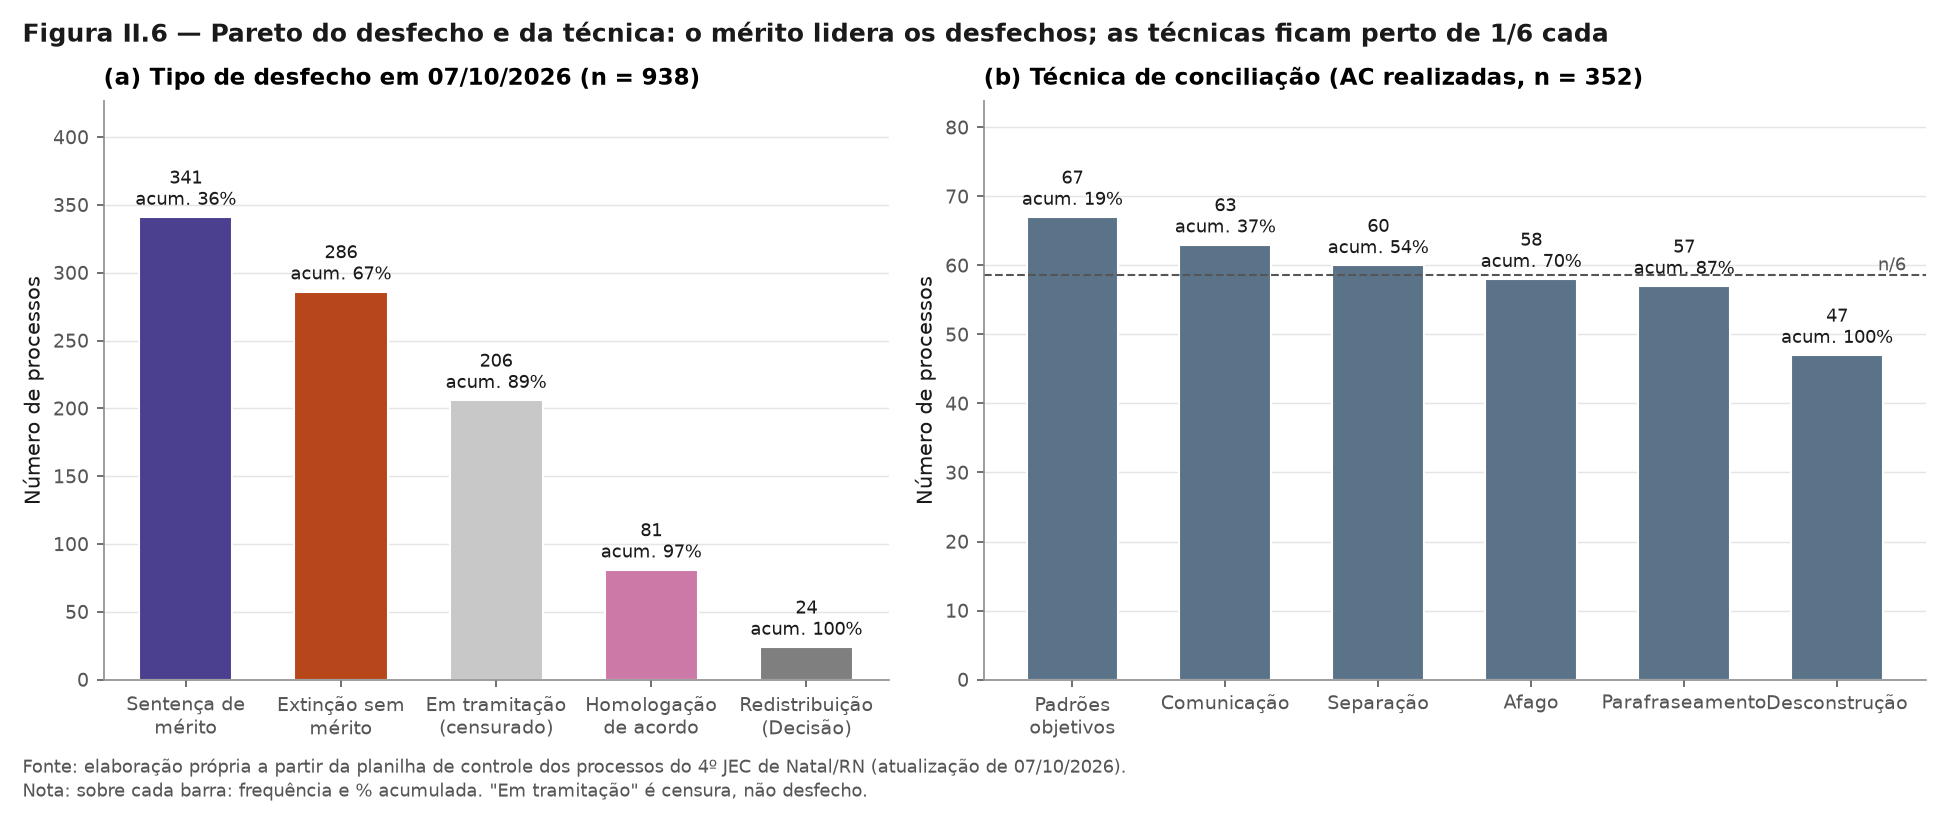 Figura II.6 — Pareto do desfecho e da técnica: o mérito lidera os desfechos; as técnicas ficam perto de 1/6 cada
(a) Tipo de desfecho em 07/10/2026 (n = 938)
Número de processos
400
350
300
250
200
150
100
50
0
341
acum. 36%
286
acum. 67%
206
acum. 89%
81
acum. 97%
24
acum. 100%
Sentença de
mérito
Extinção sem
mérito
Em tramitação
(censurado)
Homologação
de acordo
Redistribuição
(Decisão)
(b) Técnica de conciliação (AC realizadas, n = 352)
Número de processos
80
70
60
50
40
30
20
10
0
67
acum. 19%
63
acum. 37%
60
acum. 54%
58
acum. 70%
57
acum. 87%
47
acum. 100%
n/6
Padrões
objetivos
Comunicação
Separação
Afago
Parafraseamento
Desconstrução
Fonte: elaboração própria a partir da planilha de controle dos processos do 4º JEC de Natal/RN (atualização de 07/10/2026).
Nota: sobre cada barra: frequência e % acumulada. "Em tramitação" é censura, não desfecho.